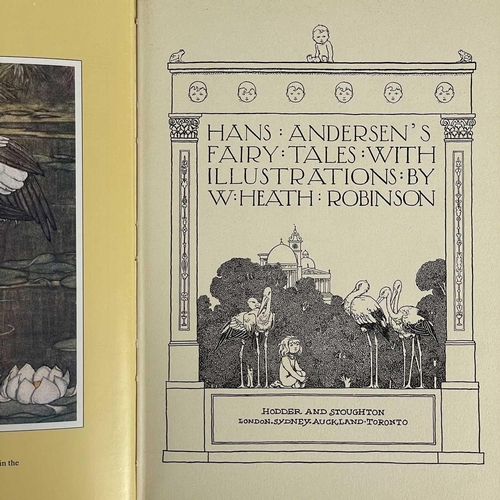 HANS : ANDERSEN'S
FAIRY : TALES : WITH
ILLUSTRATIONS : BY
W : HEATH : ROBINSON
HODDER AND STOUGHTON
LONDON·SYDNEY·AUCKLAND·TORONTO
in the